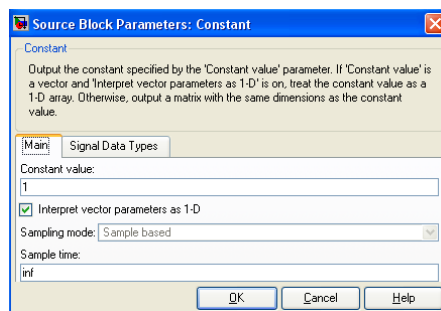 Source Block Parameters: Constant
Constant
Output the constant specified by the 'Constant value' parameter. If 'Constant value' is
a vector and 'Interpret vector parameters as 1-D' is on, treat the constant value as a
1-D array. Otherwise, output a matrix with the same dimensions as the constant
value.
Main Signal Data Types
Constant value:
1
Interpret vector parameters as 1-D
Sampling mode: Sample based
Sample time:
inf
OK Cancel Help